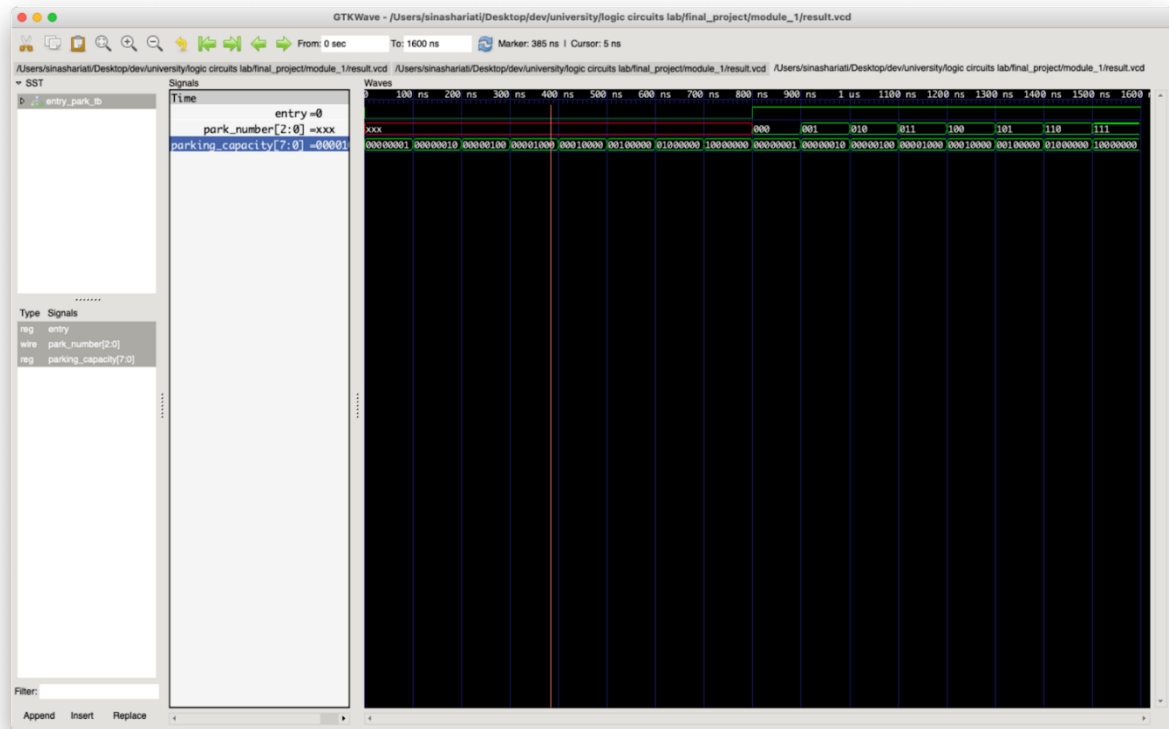 GTKWave - /Users/sinashariati/Desktop/dev/university/logic circuits lab/final_project/module_1/result.vcd
From: 0 sec To: 1600 ns Marker: 385 ns | Cursor: 5 ns
/Users/sinashariati/Desktop/dev/university/logic circuits lab/final_project/module_1/result.vcd /Users/sinashariati/Desktop/dev/university/logic circuits lab/final_project/module_1/result.vcd /Users/sinashariati/Desktop/dev/university/logic circuits lab/final_project/module_1/result.vcd
SST
entry_park_tb
Type Signals
reg entry
wire park_number[2:0]
reg parking_capacity[7:0]
Filter:
Append Insert Replace
Signals
Time
entry=0
park_number[2:0] =xxx
parking_capacity[7:0] =00001
Waves
0 100 ns 200 ns 300 ns 400 ns 500 ns 600 ns 700 ns 800 ns 900 ns 1 us 1100 ns 1200 ns 1300 ns 1400 ns 1500 ns 1600
xxx 000 001 010 011 100 101 110 111
00000001 00000010 00000100 00001000 00010000 00100000 01000000 10000000 00000001 00000010 00000100 00001000 00010000 00100000 01000000 10000000